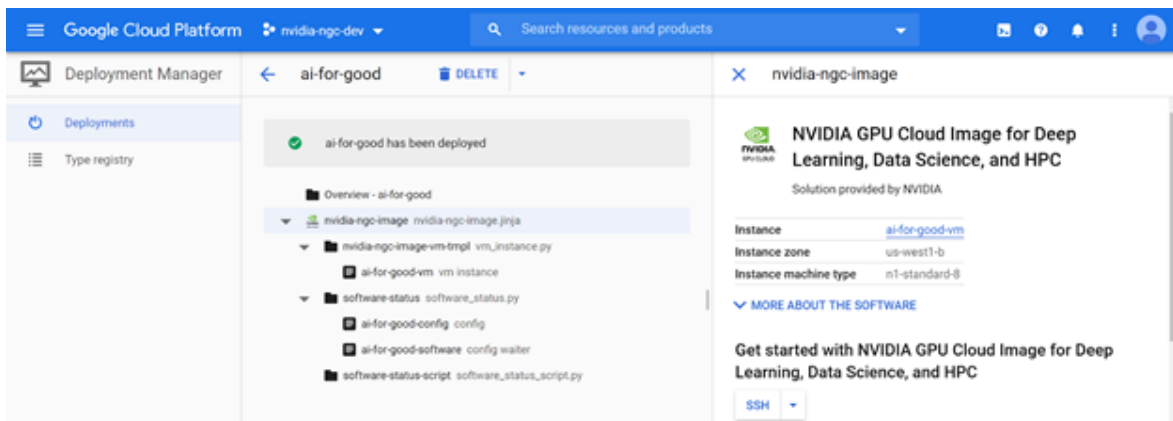 Google Cloud Platform nvidia-ngc-dev Search resources and products
Deployment Manager
Deployments
Type registry
ai-for-good DELETE
ai-for-good has been deployed
Overview - ai-for-good
nvidia-ngc-image nvidia-ngc-image.jinja
nvidia-ngc-image-vm-tmpl vm_instance.py
ai-for-good-vm vm instance
software-status software_status.py
ai-for-good-config config
ai-for-good-software config waiter
software-status-script software_status_script.py
nvidia-ngc-image
NVIDIA
GPU CLOUD
NVIDIA GPU Cloud Image for Deep
Learning, Data Science, and HPC
Solution provided by NVIDIA
Instance ai-for-good-vm
Instance zone us-west1-b
Instance machine type n1-standard-8
MORE ABOUT THE SOFTWARE
Get started with NVIDIA GPU Cloud Image for Deep
Learning, Data Science, and HPC
SSH